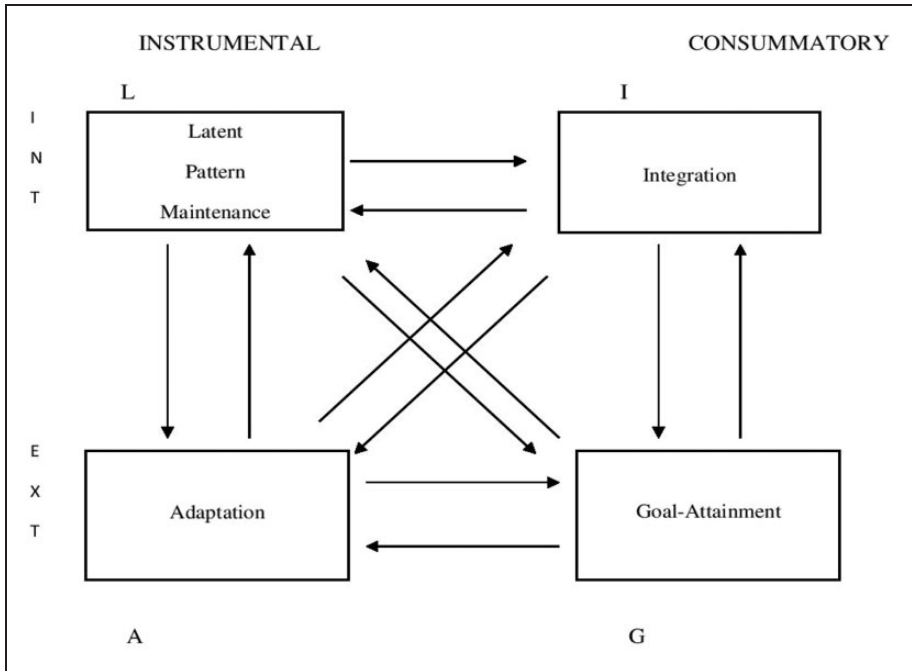 INSTRUMENTAL CONSUMMATORY
L I
I
N
T
Latent
Pattern
Maintenance
Integration
E
X
T
Adaptation
Goal-Attainment
A G